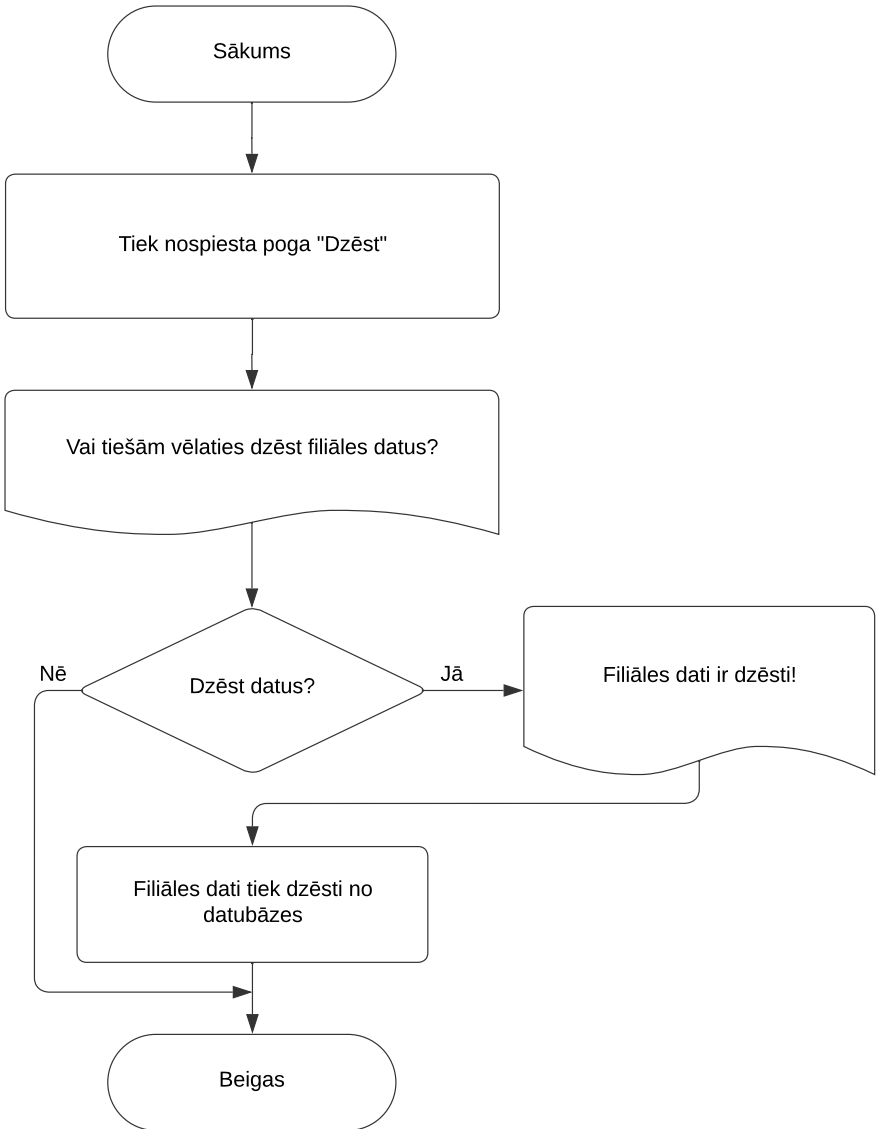 Sākums
Tiek nospiesta poga "Dzēst"
Vai tiešām vēlaties dzēst filiāles datus?
Nē
Dzēst datus?
Jā
Filiāles dati ir dzēsti!
Filiāles dati tiek dzēsti no
datubāzes
Beigas